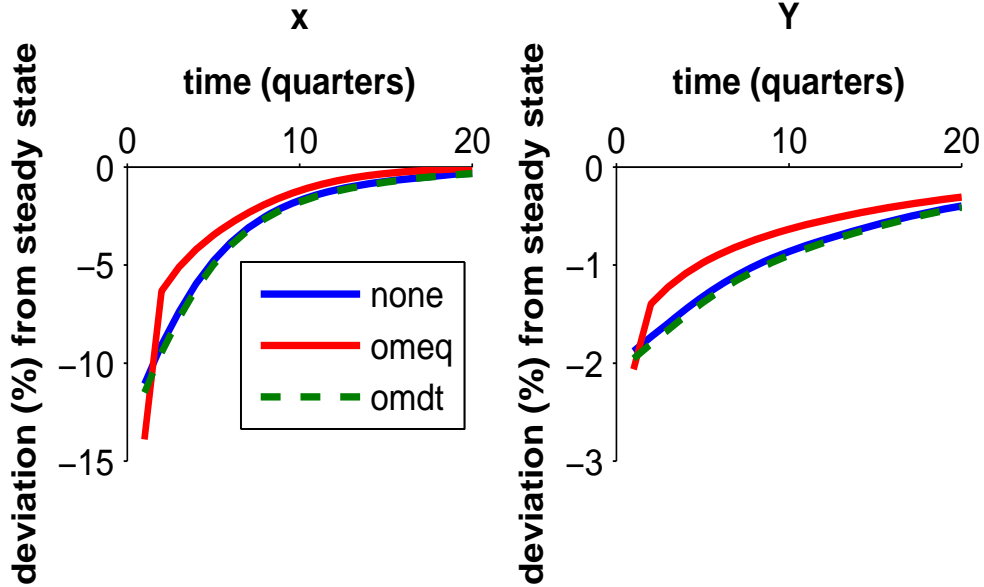 x
time (quarters)
0 10 20
0
−5
−10
−15
deviation (%) from steady state
none
omeq
omdt
Y
time (quarters)
0 10 20
0
−1
−2
−3
deviation (%) from steady state